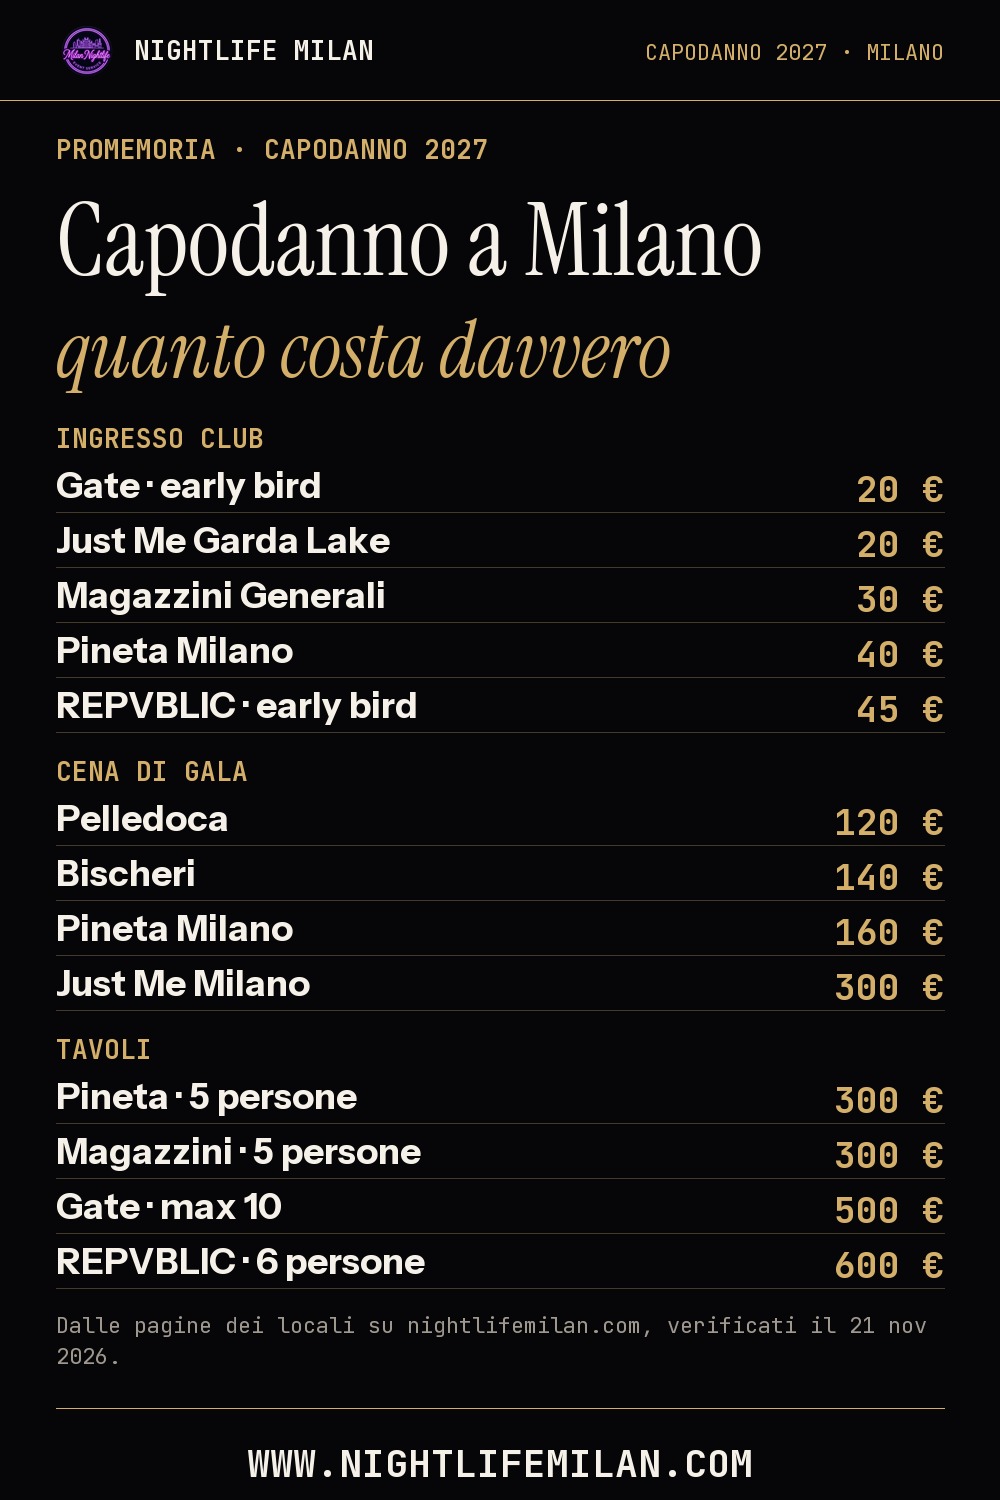 Milan Nightlife
NIGHTLIFE MILAN
CAPODANNO 2027 · MILANO
PROMEMORIA · CAPODANNO 2027
Capodanno a Milano
quanto costa davvero
INGRESSO CLUB
Gate · early bird 20 €
Just Me Garda Lake 20 €
Magazzini Generali 30 €
Pineta Milano 40 €
REPVBLIC · early bird 45 €
CENA DI GALA
Pelledoca 120 €
Bischeri 140 €
Pineta Milano 160 €
Just Me Milano 300 €
TAVOLI
Pineta · 5 persone 300 €
Magazzini · 5 persone 300 €
Gate · max 10 500 €
REPVBLIC · 6 persone 600 €
Dalle pagine dei locali su nightlifemilan.com, verificati il 21 nov
2026.
WWW.NIGHTLIFEMILAN.COM